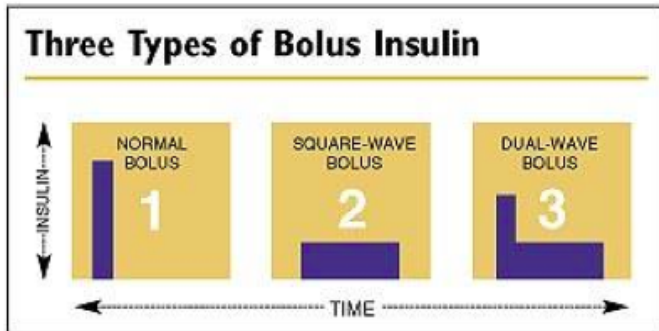 Three Types of Bolus Insulin
INSULIN
NORMAL
BOLUS
1
SQUARE-WAVE
BOLUS
2
DUAL-WAVE
BOLUS
3
TIME